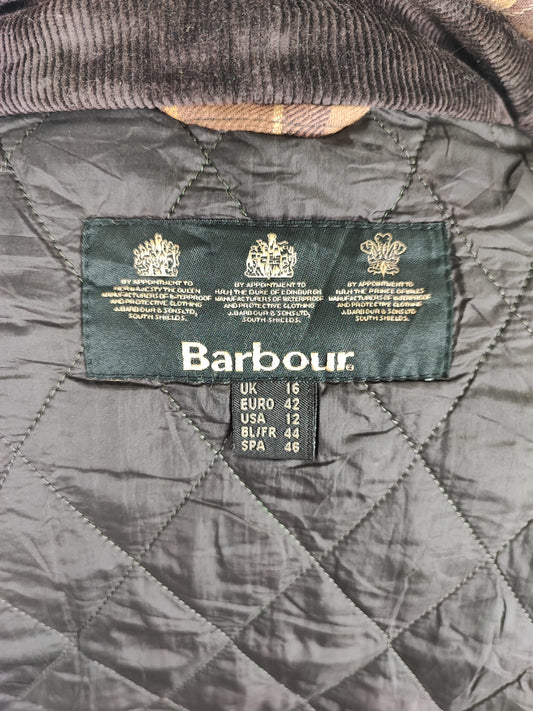 BY APPOINTMENT TO
HER MAJESTY THE QUEEN
MANUFACTURERS OF WATERPROOF
AND PROTECTIVE CLOTHING
J.BARBOUR & SONS LTD,
SOUTH SHIELDS.
BY APPOINTMENT TO
H.R.H THE DUKE OF EDINBURGH
MANUFACTURERS OF WATERPROOF
AND PROTECTIVE CLOTHING
J.BARBOUR & SONS LTD,
SOUTH SHIELDS.
BY APPOINTMENT TO
H.R.H. THE PRINCE OF WALES
MANUFACTURERS OF WATERPROOF
AND PROTECTIVE CLOTHING
J.BARBOUR & SONS LTD,
SOUTH SHIELDS.
Barbour®
UK 16
EURO 42
USA 12
BL/FR 44
SPA 46